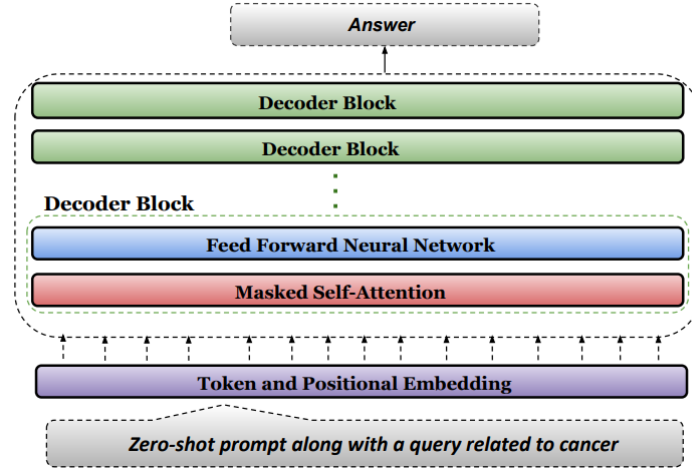 Answer
Decoder Block
Decoder Block
Decoder Block
Feed Forward Neural Network
Masked Self-Attention
Token and Positional Embedding
Zero-shot prompt along with a query related to cancer